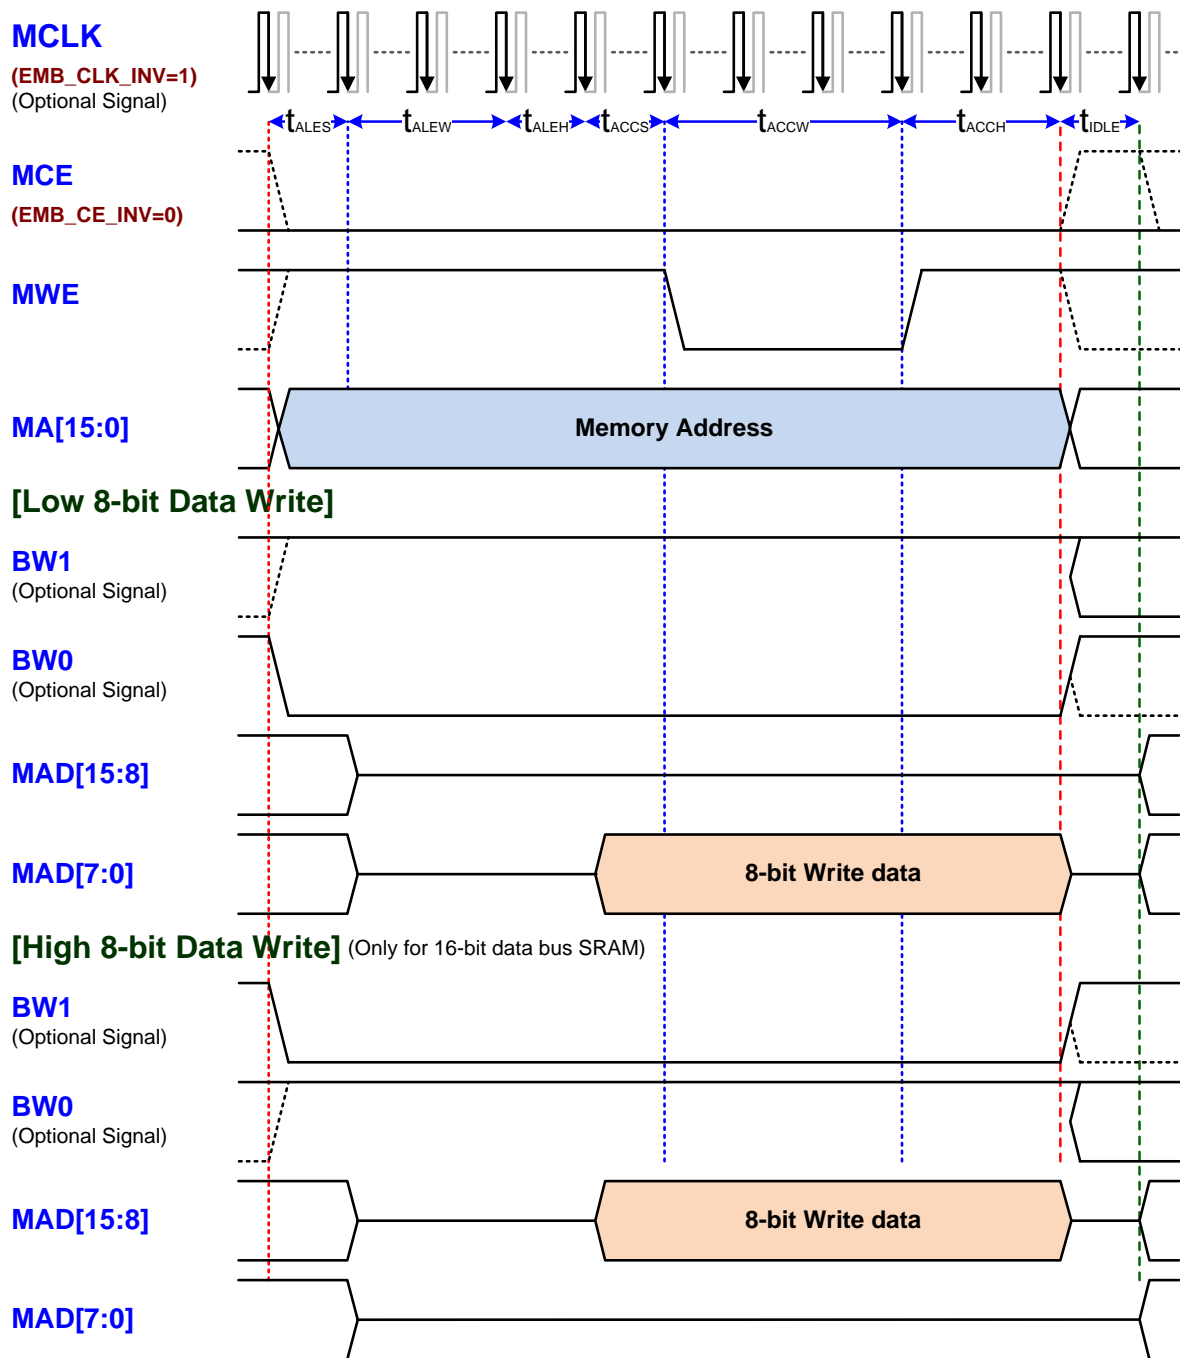 MCLK
(EMB_CLK_INV=1)
(Optional Signal)
tALES tALEW tALEH tACCS tACCW tACCH tIDLE
MCE
(EMB_CE_INV=0)
MWE
MA[15:0] Memory Address
[Low 8-bit Data Write]
BW1
(Optional Signal)
BW0
(Optional Signal)
MAD[15:8]
MAD[7:0] 8-bit Write data
[High 8-bit Data Write] (Only for 16-bit data bus SRAM)
BW1
(Optional Signal)
BW0
(Optional Signal)
MAD[15:8] 8-bit Write data
MAD[7:0]